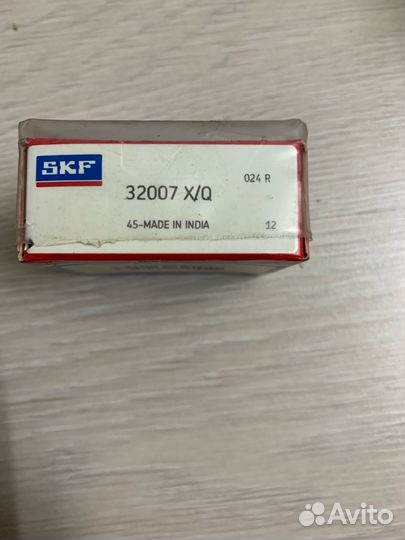 SKF
024 R
32007 X/Q
45-MADE IN INDIA
12
Avito